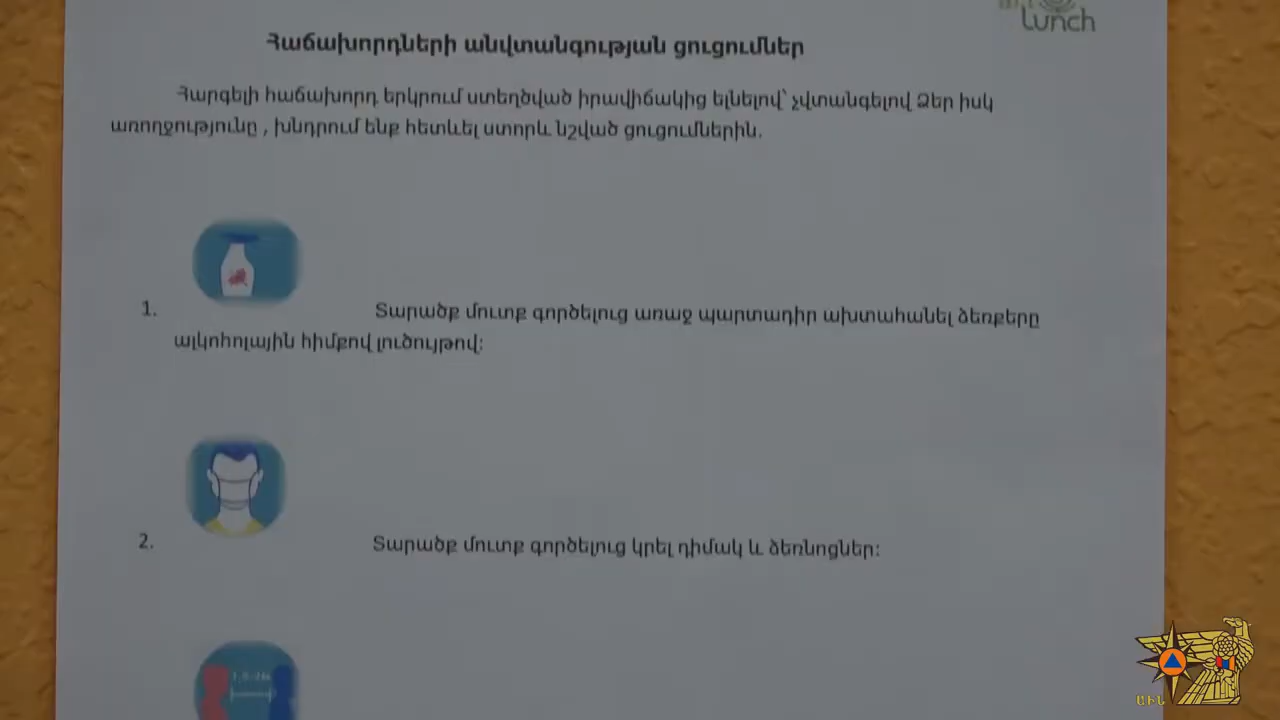 Lunch
Հաճախորդների անվտանգության ցուցումներ
Հարգելի հաճախորդ երկրում ստեղծված իրավիճակից ելնելով՝ չվտանգելով Ձեր իսկ
առողջությունը , խնդրում ենք հետևել ստորև նշված ցուցումներին.
1. Տարածք մուտք գործելուց առաջ պարտադիր ախտահանել ձեռքերը
ալկոհոլային հիմքով լուծույթով:
2. Տարածք մուտք գործելուց կրել դիմակ և ձեռնոցներ:
ԱԻՆ